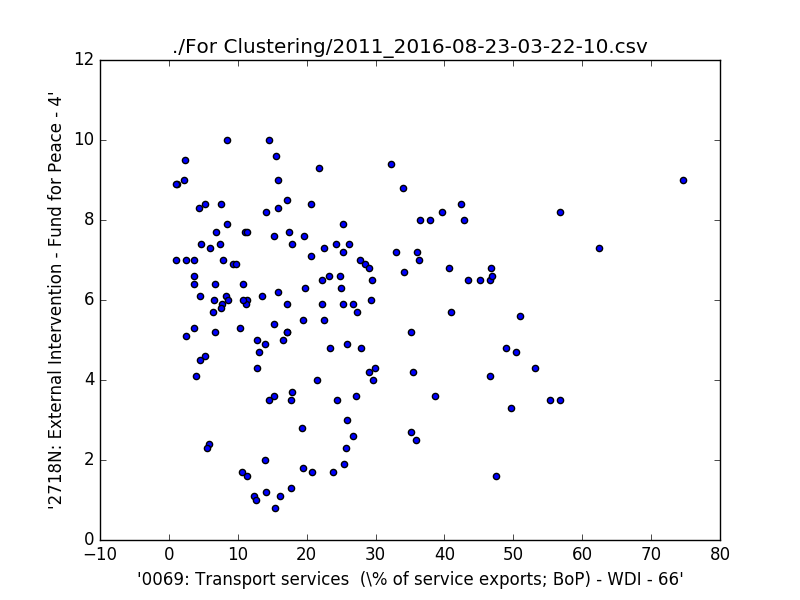 ./For Clustering/2011_2016-08-23-03-22-10.csv
12
10
8
6
4
2
0
'2718N: External Intervention - Fund for Peace - 4'
−10 0 10 20 30 40 50 60 70 80
'0069: Transport services  (\% of service exports; BoP) - WDI - 66'